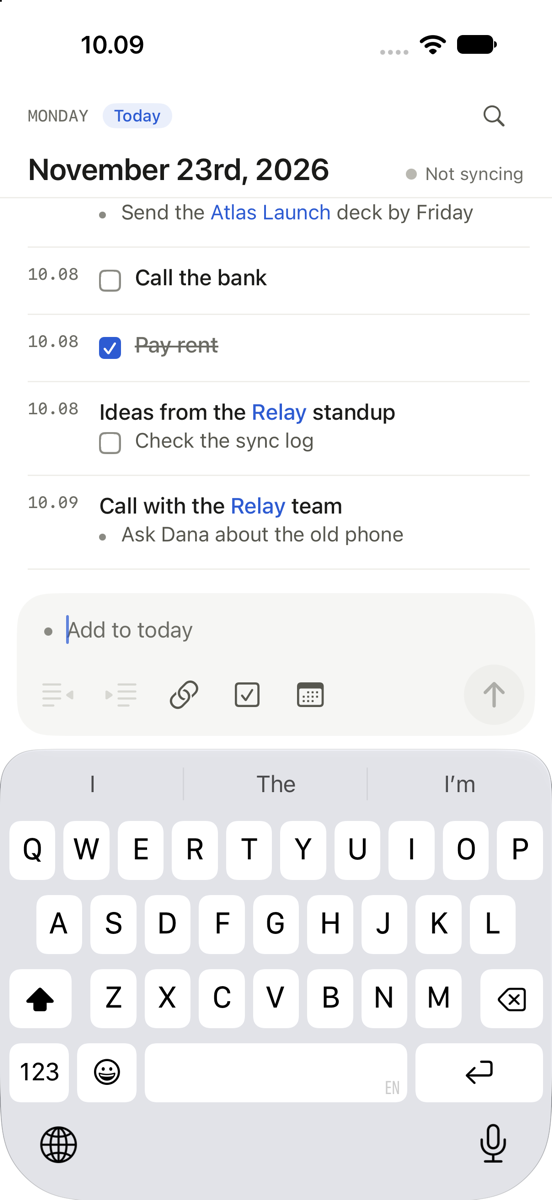 10.09
MONDAY Today
November 23rd, 2026
Not syncing
Send the Atlas Launch deck by Friday
10.08 Call the bank
10.08 Pay rent
10.08 Ideas from the Relay standup
Check the sync log
10.09 Call with the Relay team
Ask Dana about the old phone
Add to today
I The I’m
Q W E R T Y U I O P
A S D F G H J K L
Z X C V B N M
123 EN